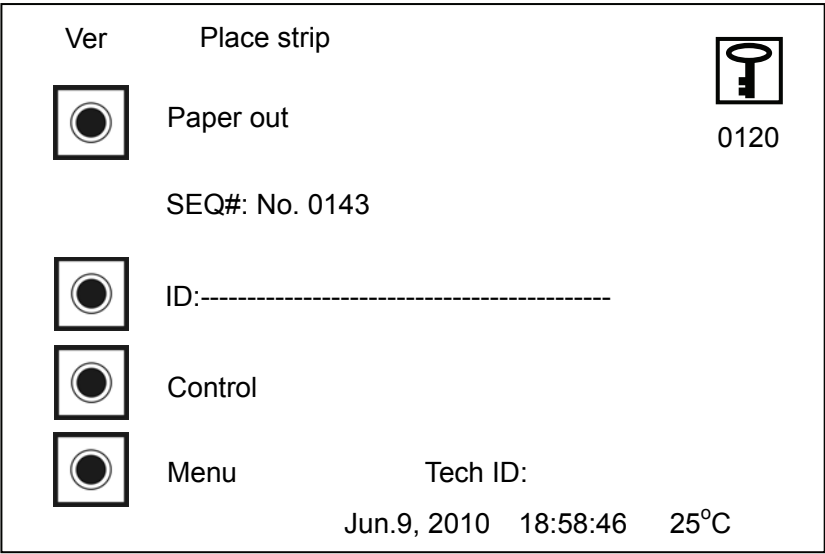 Ver Place strip
Paper out
0120
SEQ#: No. 0143
ID:---------------------------------------------
Control
Menu Tech ID:
Jun.9, 2010 18:58:46 25°C